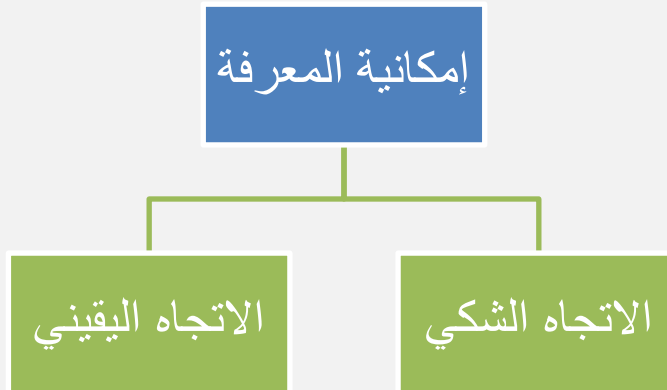 إمكانية المعرفة
الاتجاه الشكي
الاتجاه اليقيني